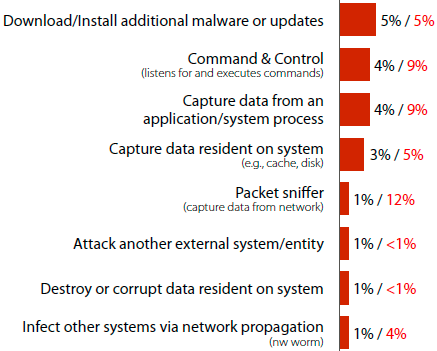 Download/Install additional malware or updates 5% / 5%
Command & Control 4% / 9%
(listens for and executes commands)
Capture data from an
application/system process 4% / 9%
Capture data resident on system 3% / 5%
(e.g., cache, disk)
Packet sniffer 1% / 12%
(capture data from network)
Attack another external system/entity 1% / <1%
Destroy or corrupt data resident on system 1% / <1%
Infect other systems via network propagation 1% / 4%
(nw worm)